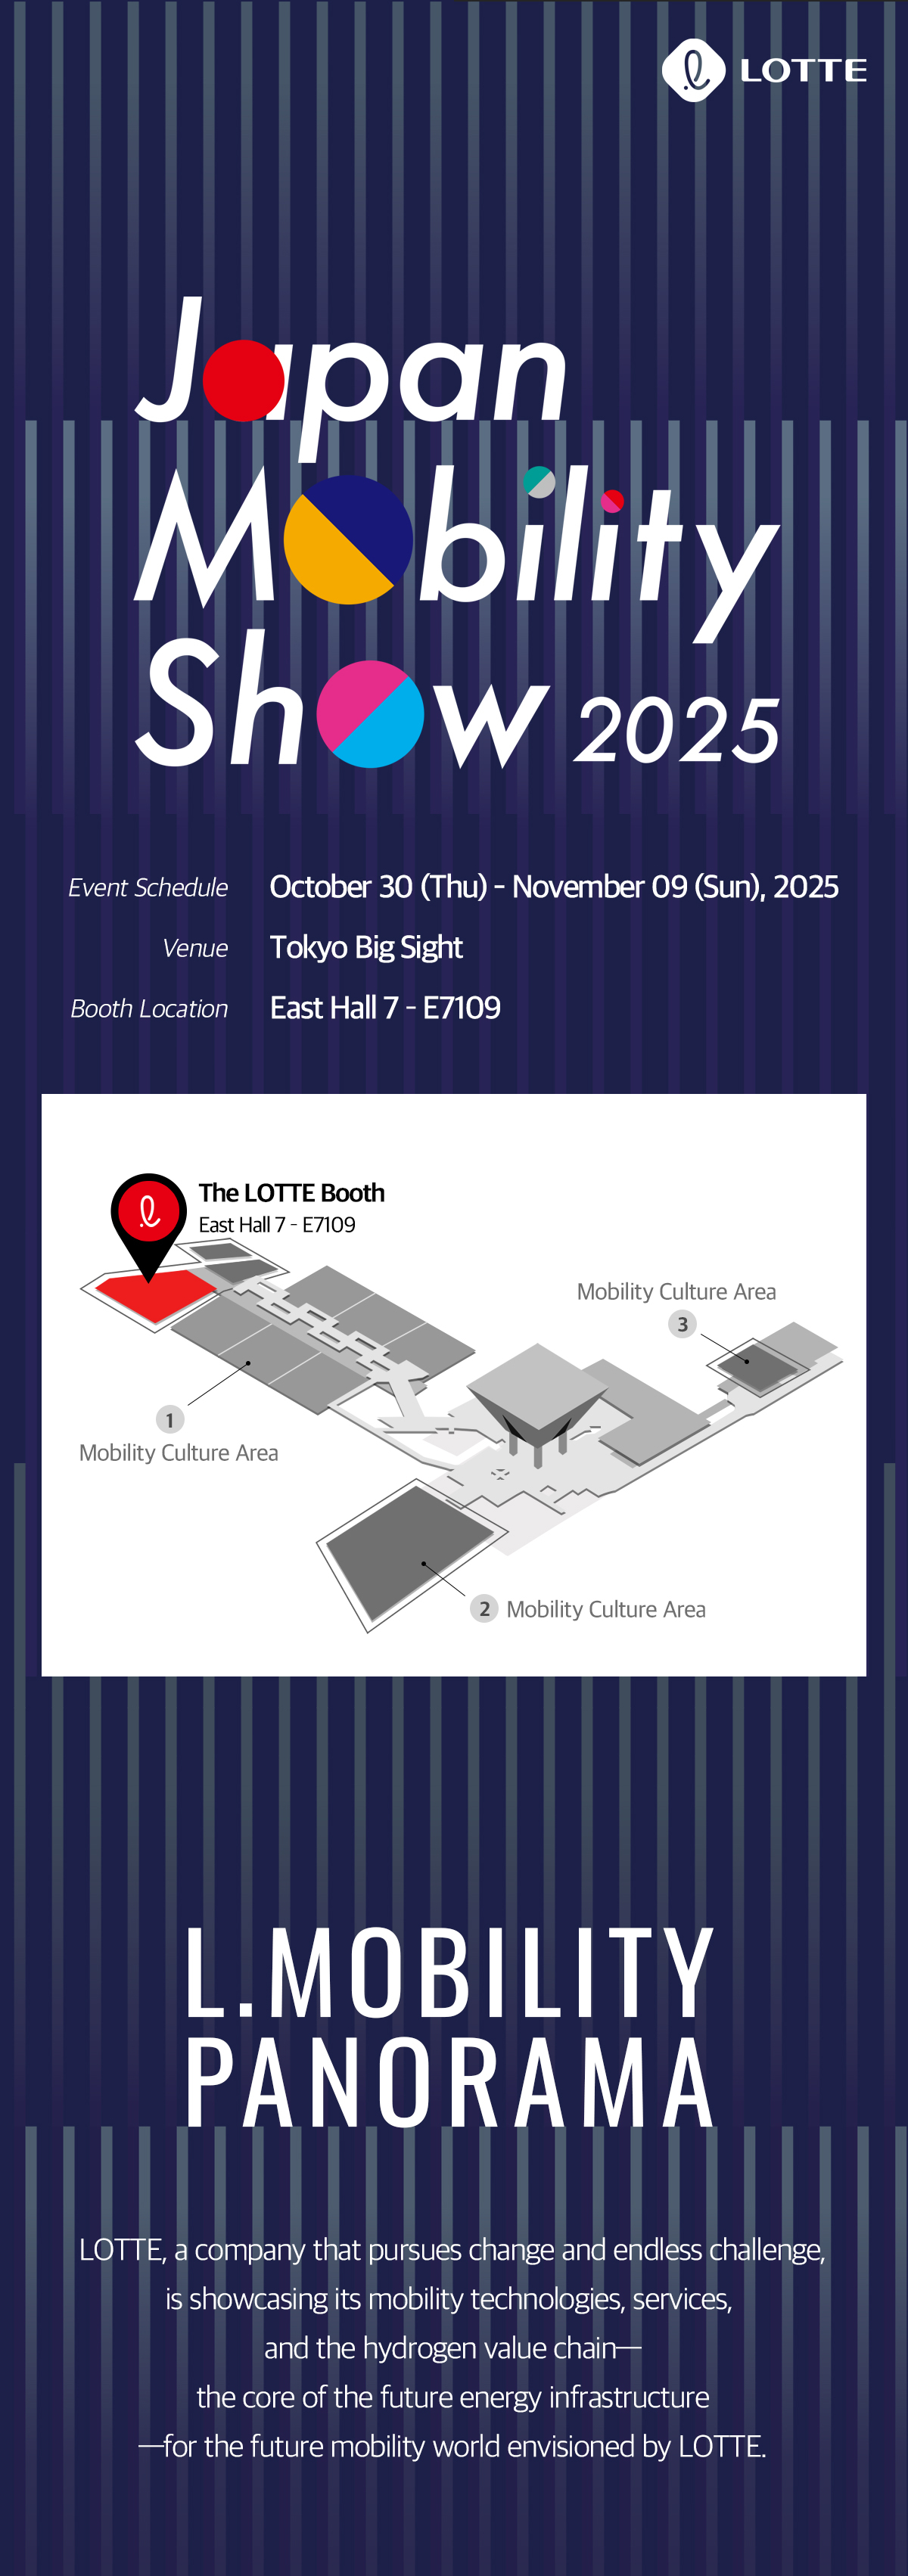 LOTTE
Japan
Mobility
Show 2025
Event Schedule October 30 (Thu) - November 09 (Sun), 2025
Venue Tokyo Big Sight
Booth Location East Hall 7 - E7109
The LOTTE Booth
East Hall 7 - E7109
Mobility Culture Area
3
1
Mobility Culture Area
2 Mobility Culture Area
L.MOBILITY
PANORAMA
LOTTE, a company that pursues change and endless challenge,
is showcasing its mobility technologies, services,
and the hydrogen value chain—
the core of the future energy infrastructure
—for the future mobility world envisioned by LOTTE.